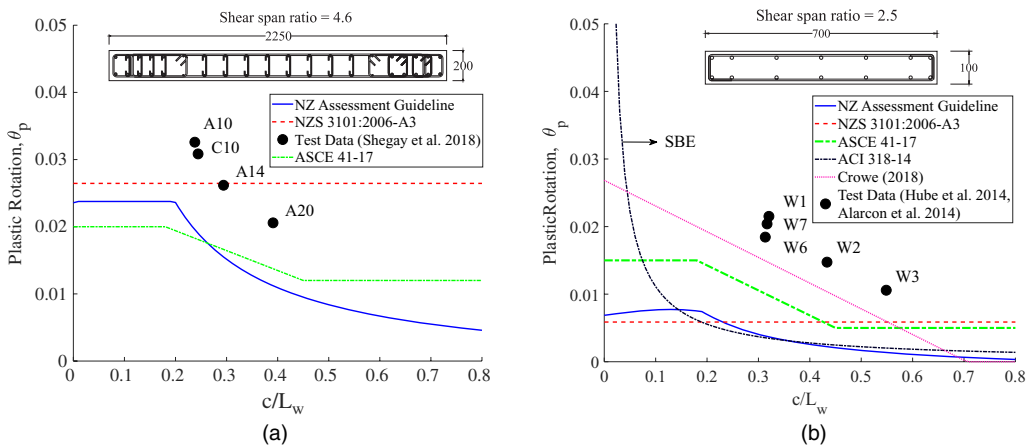 Shear span ratio = 4.6
2250
200
0.05
0.04
0.03
0.02
0.01
0
Plastic Rotation, θp
NZ Assessment Guideline
NZS 3101:2006-A3
Test Data (Shegay et al. 2018)
ASCE 41-17
A10
C10
A14
A20
0
0.1
0.2
0.3
0.4
0.5
0.6
0.7
0.8
c/Lw
(a)
Shear span ratio = 2.5
700
100
0.05
0.04
0.03
0.02
0.01
0
PlasticRotation, θp
SBE
NZ Assessment Guideline
NZS 3101:2006-A3
ASCE 41-17
ACI 318-14
Crowe (2018)
Test Data (Hube et al. 2014,
Alarcon et al. 2014)
W1
W7
W6
W2
W3
0
0.1
0.2
0.3
0.4
0.5
0.6
0.7
0.8
c/Lw
(b)